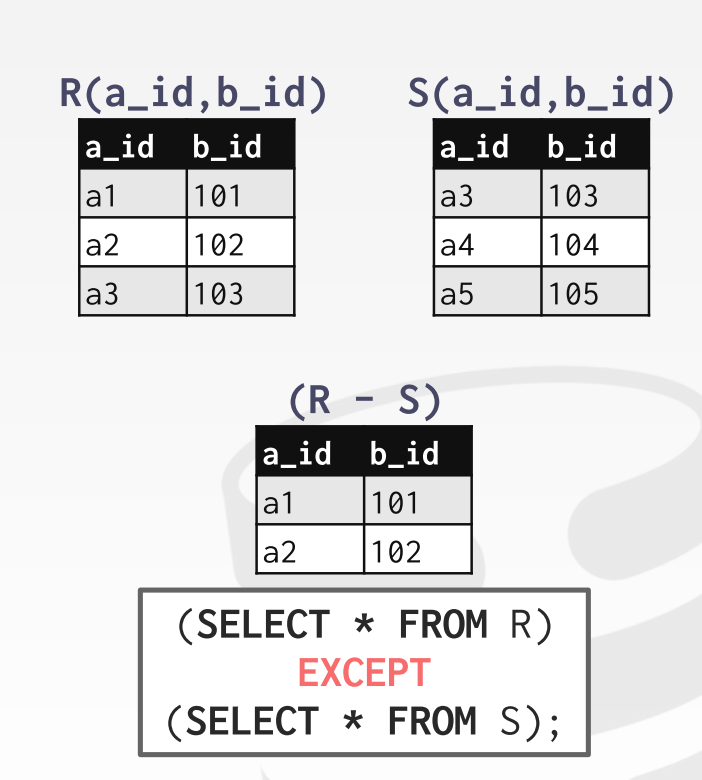 R(a_id,b_id)
a_id b_id
a1 101
a2 102
a3 103
S(a_id,b_id)
a_id b_id
a3 103
a4 104
a5 105
(R - S)
a_id b_id
a1 101
a2 102
(SELECT * FROM R)
EXCEPT
(SELECT * FROM S);